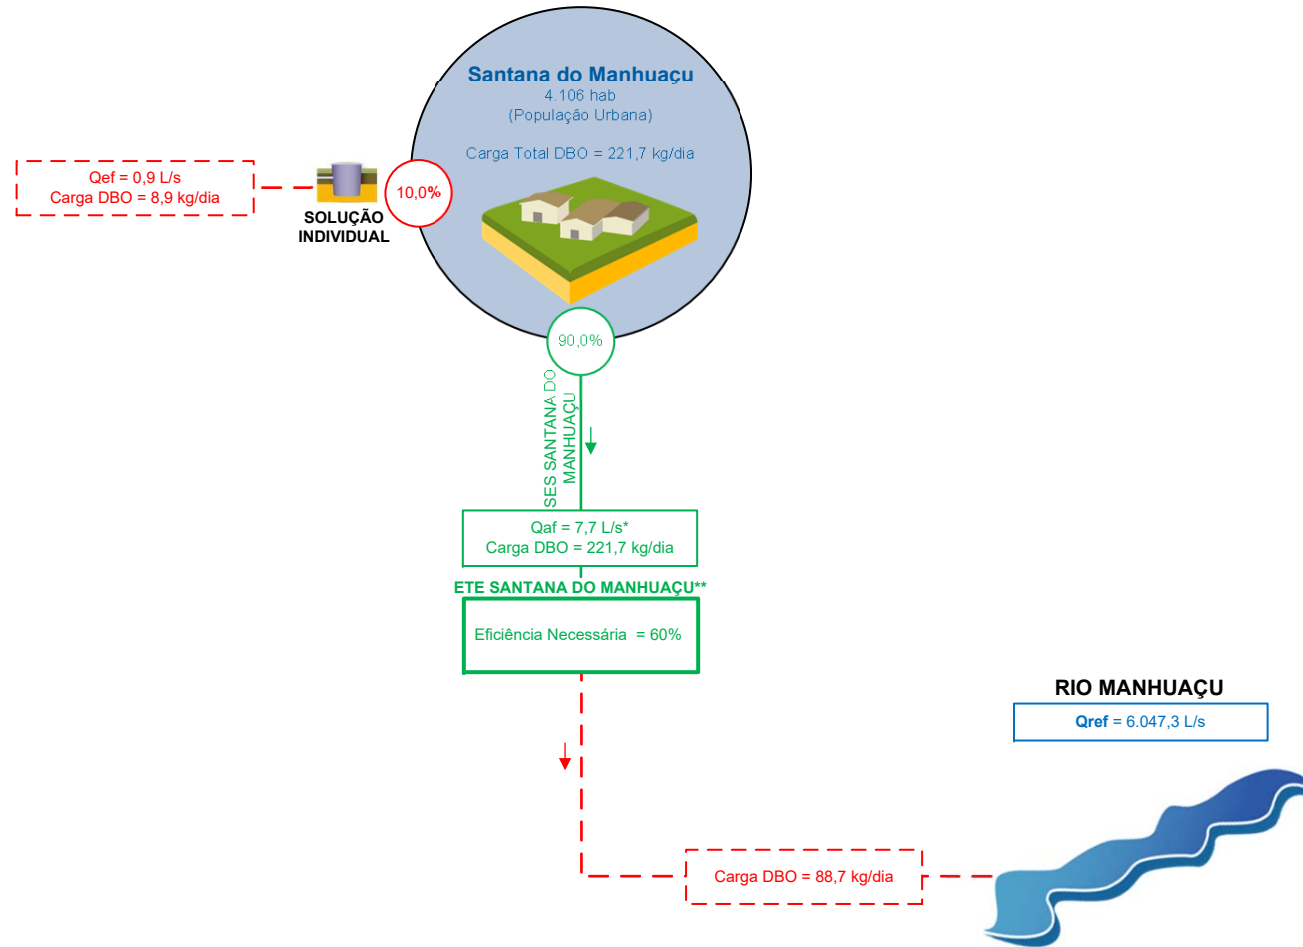 Santana do Manhuaçu
4.106 hab
(População Urbana)
Carga Total DBO = 221,7 kg/dia
Qef = 0,9 L/s
Carga DBO = 8,9 kg/dia
SOLUÇÃO
INDIVIDUAL
10,0%
90,0%
SES SANTANA DO
MANHUAÇU
Qaf = 7,7 L/s*
Carga DBO = 221,7 kg/dia
ETE SANTANA DO MANHUAÇU**
Eficiência Necessária = 60%
RIO MANHUAÇU
Qref = 6.047,3 L/s
Carga DBO = 88,7 kg/dia